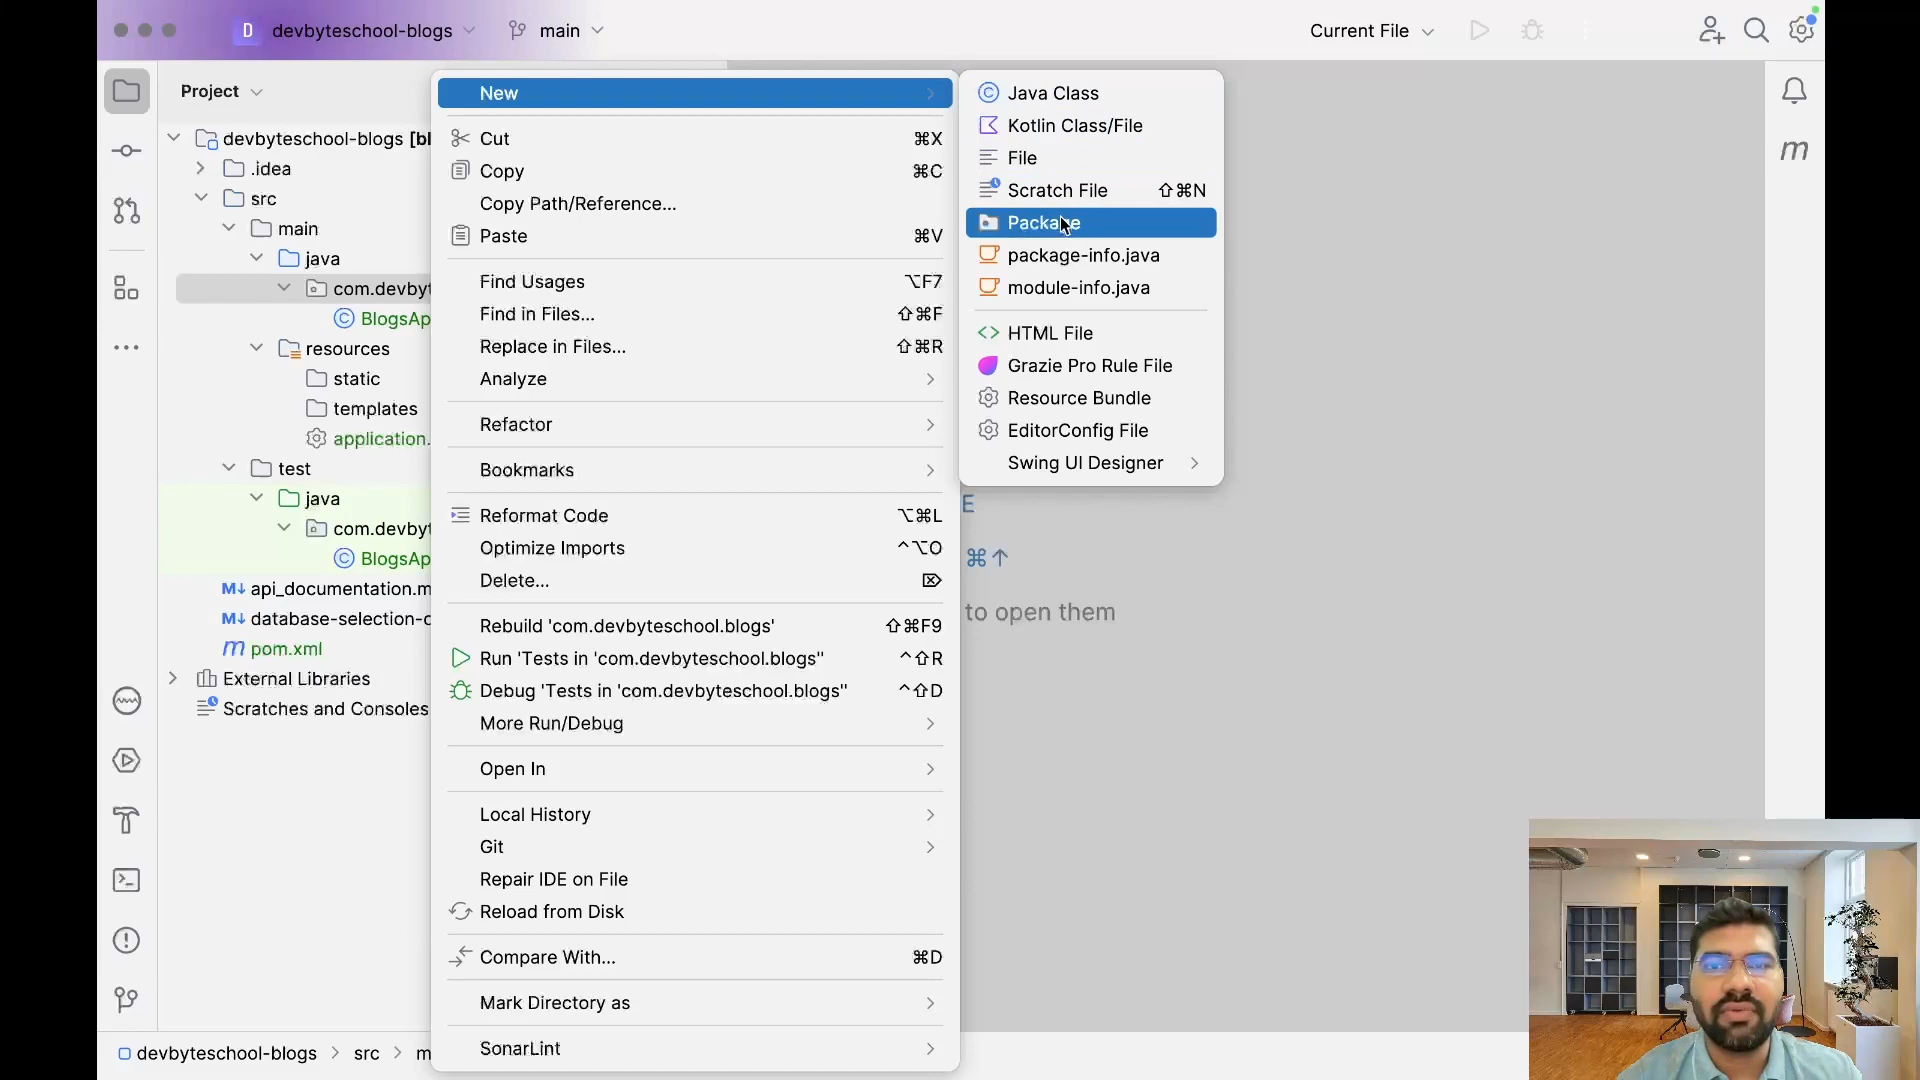 D devbyteschool-blogs main Current File
Project
devbyteschool-blogs [bl
.idea
src
main
java
com.devbyt
BlogsAp
resources
static
templates
application.
test
java
com.devbyt
BlogsAp
M↓ api_documentation.m
M↓ database-selection-c
m pom.xml
External Libraries
Scratches and Consoles
New
Cut ⌘X
Copy ⌘C
Copy Path/Reference...
Paste ⌘V
Find Usages ⌥F7
Find in Files... ⇧⌘F
Replace in Files... ⇧⌘R
Analyze
Refactor
Bookmarks
Reformat Code ⌥⌘L
Optimize Imports ^⌥O
Delete... ⌦
Rebuild 'com.devbyteschool.blogs' ⇧⌘F9
Run 'Tests in 'com.devbyteschool.blogs'' ^⇧R
Debug 'Tests in 'com.devbyteschool.blogs'' ^⇧D
More Run/Debug
Open In
Local History
Git
Repair IDE on File
Reload from Disk
Compare With... ⌘D
Mark Directory as
SonarLint
Java Class
Kotlin Class/File
File
Scratch File ⇧⌘N
Package
package-info.java
module-info.java
HTML File
Grazie Pro Rule File
Resource Bundle
EditorConfig File
Swing UI Designer
E
⌘↑
to open them
m
devbyteschool-blogs > src > m